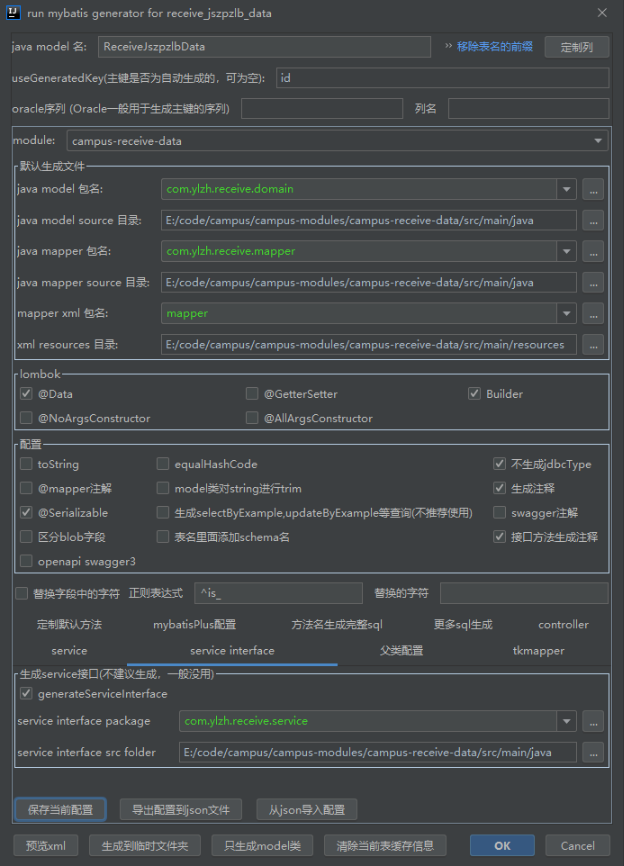 run mybatis generator for receive_jszpzlb_data
java model 名: ReceiveJszpzlbData >> 移除表名的前缀 定制列
useGeneratedKey(主键是否为自动生成的，可为空): id
oracle序列 (Oracle一般用于生成主键的序列) 列名
module: campus-receive-data
默认生成文件
java model 包名: com.ylzh.receive.domain ...
java model source 目录: E:/code/campus/campus-modules/campus-receive-data/src/main/java ...
java mapper 包名: com.ylzh.receive.mapper ...
java mapper source 目录: E:/code/campus/campus-modules/campus-receive-data/src/main/java ...
mapper xml 包名: mapper ...
xml resources 目录: E:/code/campus/campus-modules/campus-receive-data/src/main/resources ...
lombok
@Data @GetterSetter Builder
@NoArgsConstructor @AllArgsConstructor
配置
toString equalHashCode 不生成jdbcType
@mapper注解 model类对string进行trim 生成注释
@Serializable 生成selectByExample,updateByExample等查询(不推荐使用) swagger注解
区分blob字段 表名里面添加schema名 接口方法生成注释
openapi swagger3
替换字段中的字符 正则表达式 ^is_ 替换的字符
定制默认方法 mybatisPlus配置 方法名生成完整sql 更多sql生成 controller
service service interface 父类配置 tkmapper
生成service接口(不建议生成，一般没用)
generateServiceInterface
service interface package com.ylzh.receive.service ...
service interface src folder E:/code/campus/campus-modules/campus-receive-data/src/main/java ...
保存当前配置 导出配置到json文件 从json导入配置
预览xml 生成到临时文件夹 只生成model类 清除当前表缓存信息 OK Cancel